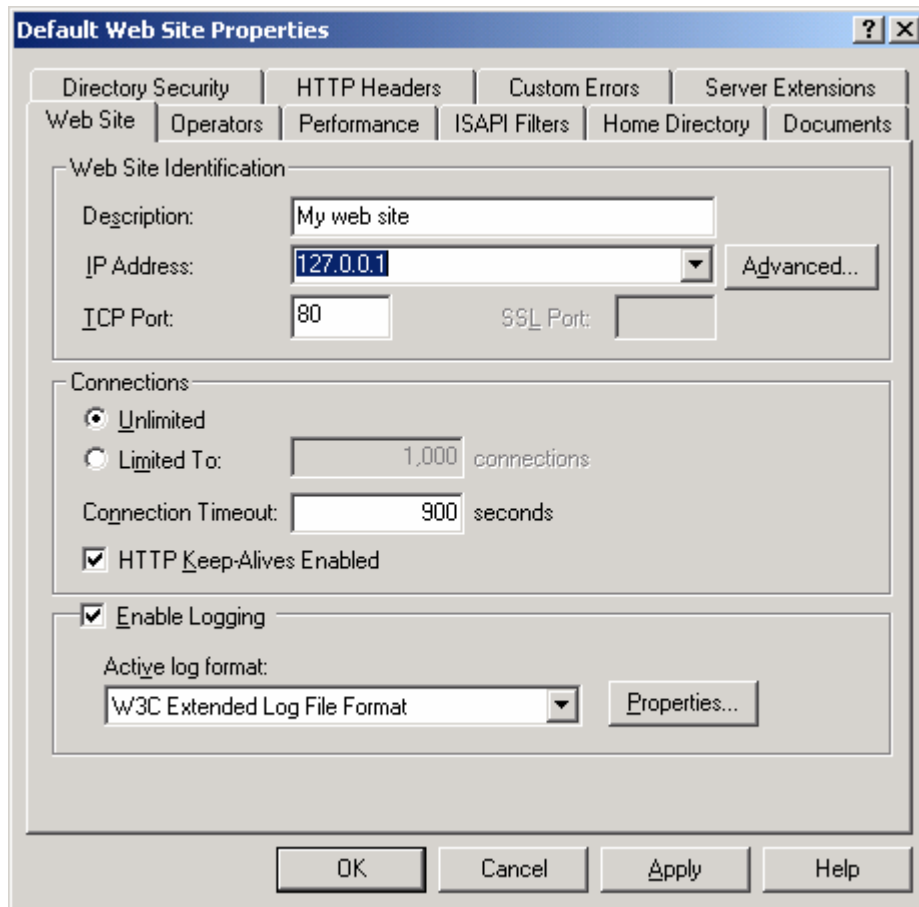 Default Web Site Properties
Directory Security HTTP Headers Custom Errors Server Extensions
Web Site Operators Performance ISAPI Filters Home Directory Documents
Web Site Identification
Description: My web site
IP Address: 127.0.0.1 Advanced...
TCP Port: 80 SSL Port:
Connections
Unlimited
Limited To: 1,000 connections
Connection Timeout: 900 seconds
HTTP Keep-Alives Enabled
Enable Logging
Active log format:
W3C Extended Log File Format Properties...
OK Cancel Apply Help